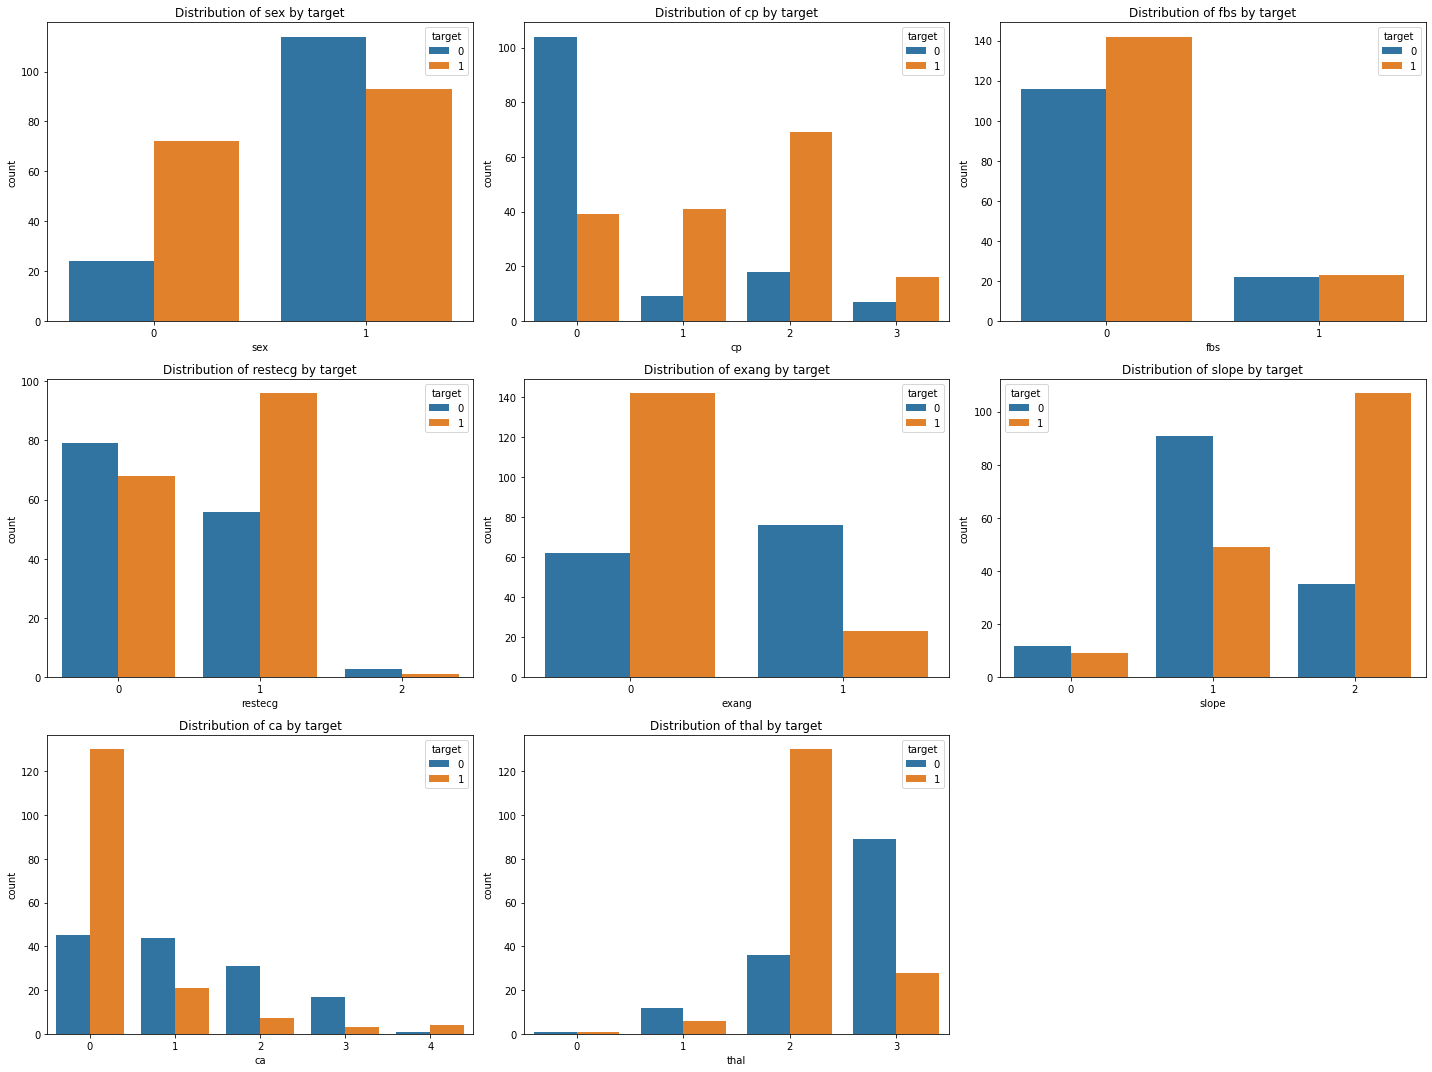 Distribution of sex by target
target
0
1
100
80
60
40
20
0
count
0 1
sex
Distribution of cp by target
target
0
1
100
80
60
40
20
0
count
0 1 2 3
cp
Distribution of fbs by target
target
0
1
140
120
100
80
60
40
20
0
count
0 1
fbs
Distribution of restecg by target
target
0
1
100
80
60
40
20
0
count
0 1 2
restecg
Distribution of exang by target
target
0
1
140
120
100
80
60
40
20
0
count
0 1
exang
Distribution of slope by target
target
0
1
100
80
60
40
20
0
count
0 1 2
slope
Distribution of ca by target
target
0
1
120
100
80
60
40
20
0
count
0 1 2 3 4
ca
Distribution of thal by target
target
0
1
120
100
80
60
40
20
0
count
0 1 2 3
thal